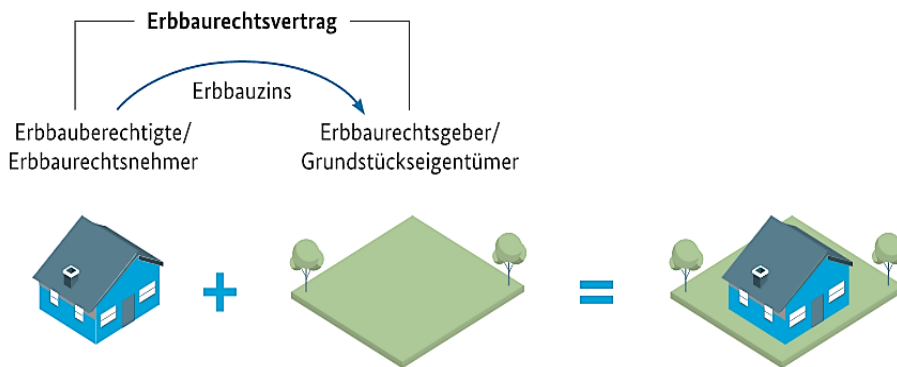 Erbbaurechtsvertrag
Erbbauzins
Erbbauberechtigte/
Erbbaurechtsnehmer
Erbbaurechtsgeber/
Grundstückseigentümer